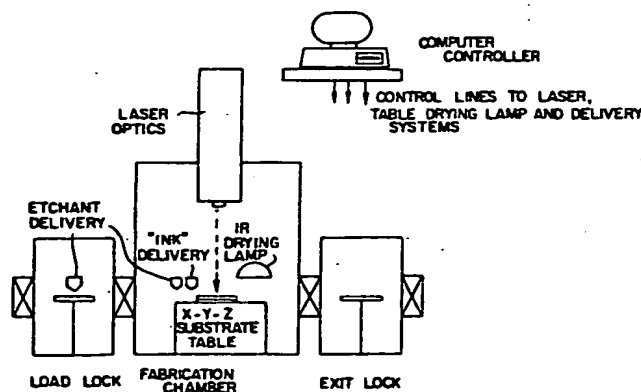 COMPUTER
CONTROLLER
CONTROL LINES TO LASER,
TABLE DRYING LAMP AND DELIVERY
SYSTEMS
LASER
OPTICS
ETCHANT
DELIVERY
"INK"
DELIVERY
IR
DRYING
LAMP
X-Y-Z
SUBSTRATE
TABLE
LOAD LOCK
FABRICATION
CHAMBER
EXIT LOCK